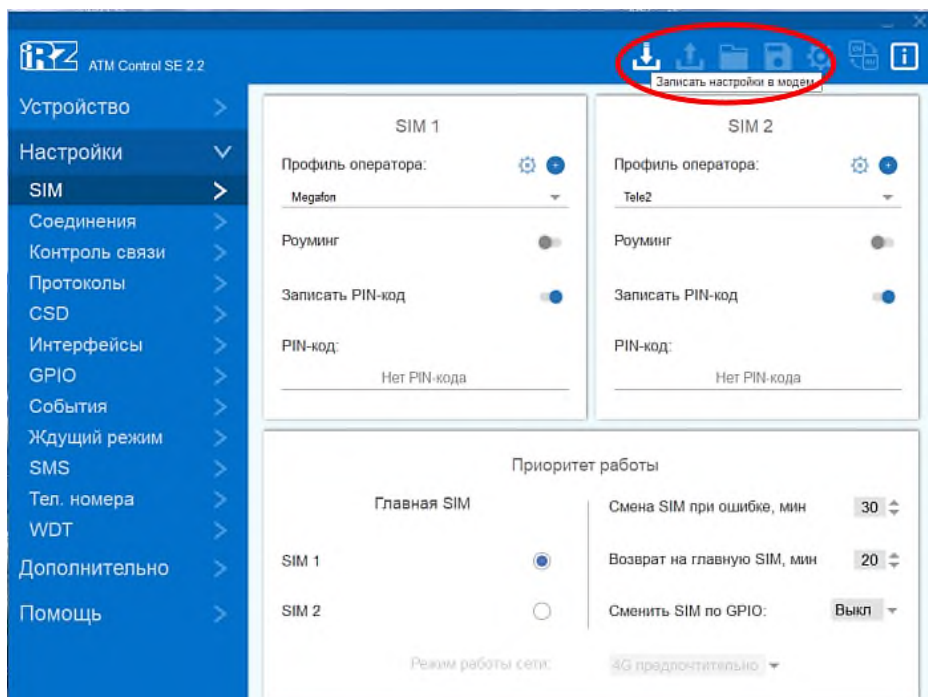 iRZ ATM Control SE 2.2
Записать настройки в модем
Устройство
Настройки
SIM
Соединения
Контроль связи
Протоколы
CSD
Интерфейсы
GPIO
События
Ждущий режим
SMS
Тел. номера
WDT
Дополнительно
Помощь
SIM 1
Профиль оператора:
Megafon
Роуминг
Записать PIN-код
PIN-код:
Нет PIN-кода
SIM 2
Профиль оператора:
Tele2
Роуминг
Записать PIN-код
PIN-код:
Нет PIN-кода
Приоритет работы
Главная SIM
SIM 1
SIM 2
Смена SIM при ошибке, мин 30
Возврат на главную SIM, мин 20
Сменить SIM по GPIO: Выкл
Режим работы сети: 4G предпочтительно